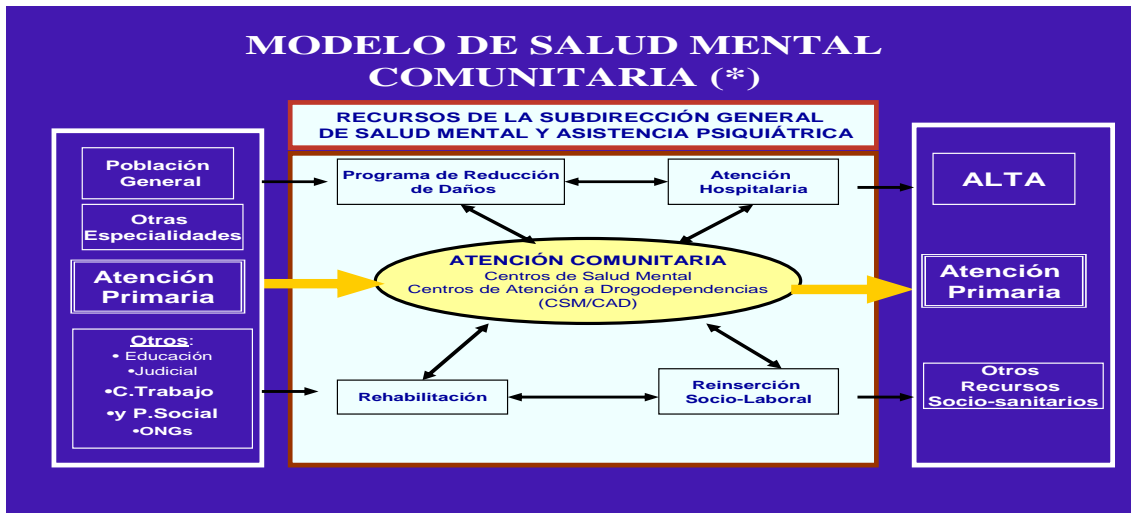 MODELO DE SALUD MENTAL
COMUNITARIA (*)
RECURSOS DE LA SUBDIRECCIÓN GENERAL
DE SALUD MENTAL Y ASISTENCIA PSIQUIÁTRICA
Población
General
Otras
Especialidades
Atención
Primaria
Otros:
• Educación
•Judicial
•C.Trabajo
•y P.Social
•ONGs
Programa de Reducción
de Daños
Atención
Hospitalaria
ATENCIÓN COMUNITARIA
Centros de Salud Mental
Centros de Atención a Drogodependencias
(CSM/CAD)
Rehabilitación
Reinserción
Socio-Laboral
ALTA
Atención
Primaria
Otros
Recursos
Socio-sanitarios